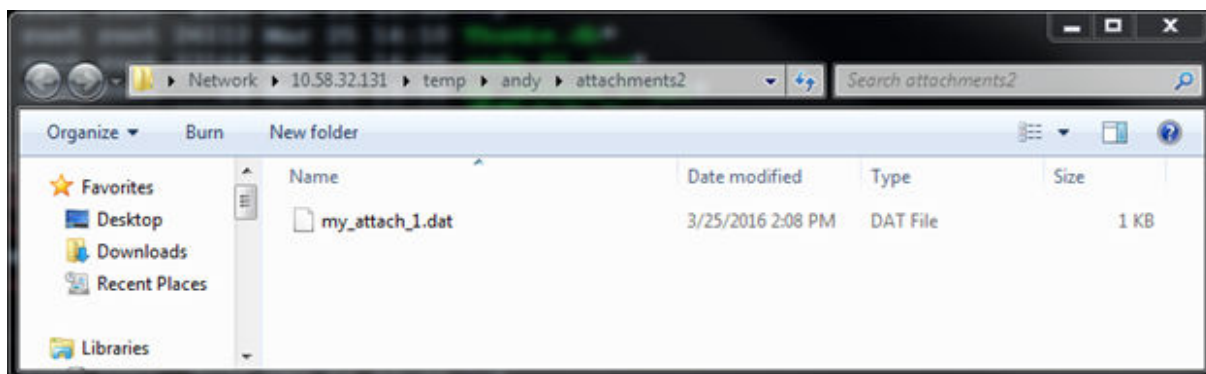 Network 10.58.32.131 temp andy attachments2 Search attachments2
Organize Burn New folder
Favorites
Desktop
Downloads
Recent Places
Libraries
Name Date modified Type Size
my_attach_1.dat 3/25/2016 2:08 PM DAT File 1 KB